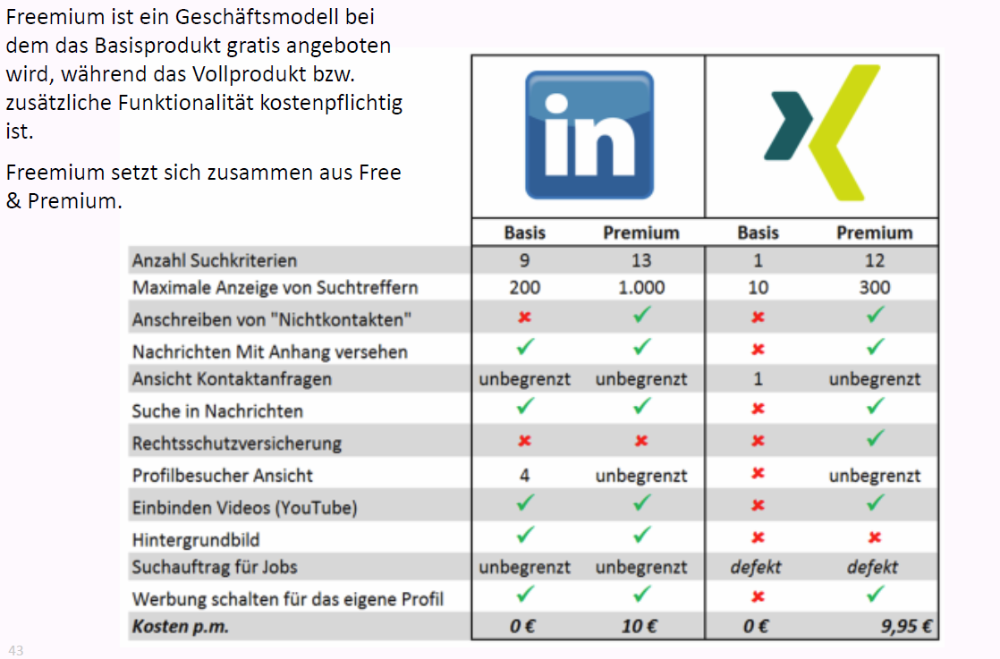 Freemium ist ein Geschäftsmodell bei
dem das Basisprodukt gratis angeboten
wird, während das Vollprodukt bzw.
zusätzliche Funktionalität kostenpflichtig
ist.
Freemium setzt sich zusammen aus Free
& Premium.
in
Basis Premium Basis Premium
Anzahl Suchkriterien 9 13 1 12
Maximale Anzeige von Suchtreffern 200 1.000 10 300
Anschreiben von "Nichtkontakten" ✘ ✓ ✘ ✓
Nachrichten Mit Anhang versehen ✓ ✓ ✘ ✓
Ansicht Kontaktanfragen unbegrenzt unbegrenzt 1 unbegrenzt
Suche in Nachrichten ✓ ✓ ✘ ✓
Rechtsschutzversicherung ✘ ✘ ✘ ✓
Profilbesucher Ansicht 4 unbegrenzt ✘ unbegrenzt
Einbinden Videos (YouTube) ✓ ✓ ✘ ✓
Hintergrundbild ✓ ✓ ✘ ✘
Suchauftrag für Jobs unbegrenzt unbegrenzt defekt defekt
Werbung schalten für das eigene Profil ✓ ✓ ✘ ✓
Kosten p.m. 0 € 10 € 0 € 9,95 €
43